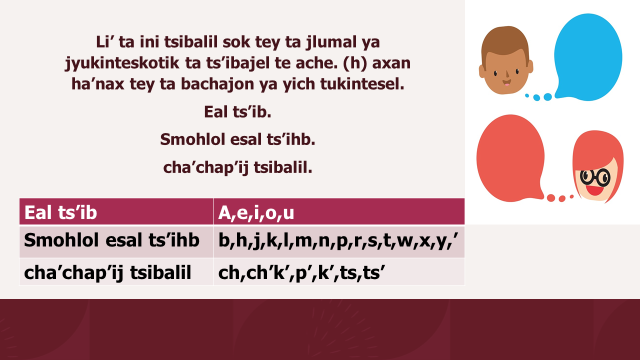 Li’ ta ini tsibalil sok tey ta jlumal ya
jyukinteskotik ta ts’ibajel te ache. (h) axan
ha’nax tey ta bachajon ya yich tukintesel.
Eal ts’ib.
Smohlol esal ts’ihb.
cha’chap’ij tsibalil.
Eal ts’ib A,e,i,o,u
Smohlol esal ts’ihb b,h,j,k,l,m,n,p,r,s,t,w,x,y,’
cha’chap’ij tsibalil ch,ch’k’,p’,k’,ts,ts’